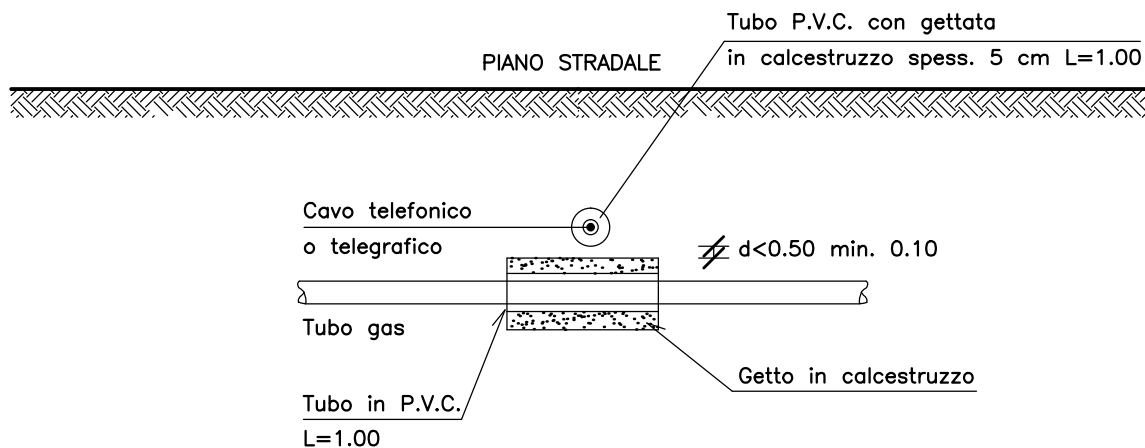 Tubo P.V.C. con gettata
in calcestruzzo spess. 5 cm L=1.00
PIANO STRADALE
Cavo telefonico
o telegrafico
d<0.50 min. 0.10
Tubo gas
Getto in calcestruzzo
Tubo in P.V.C.
L=1.00